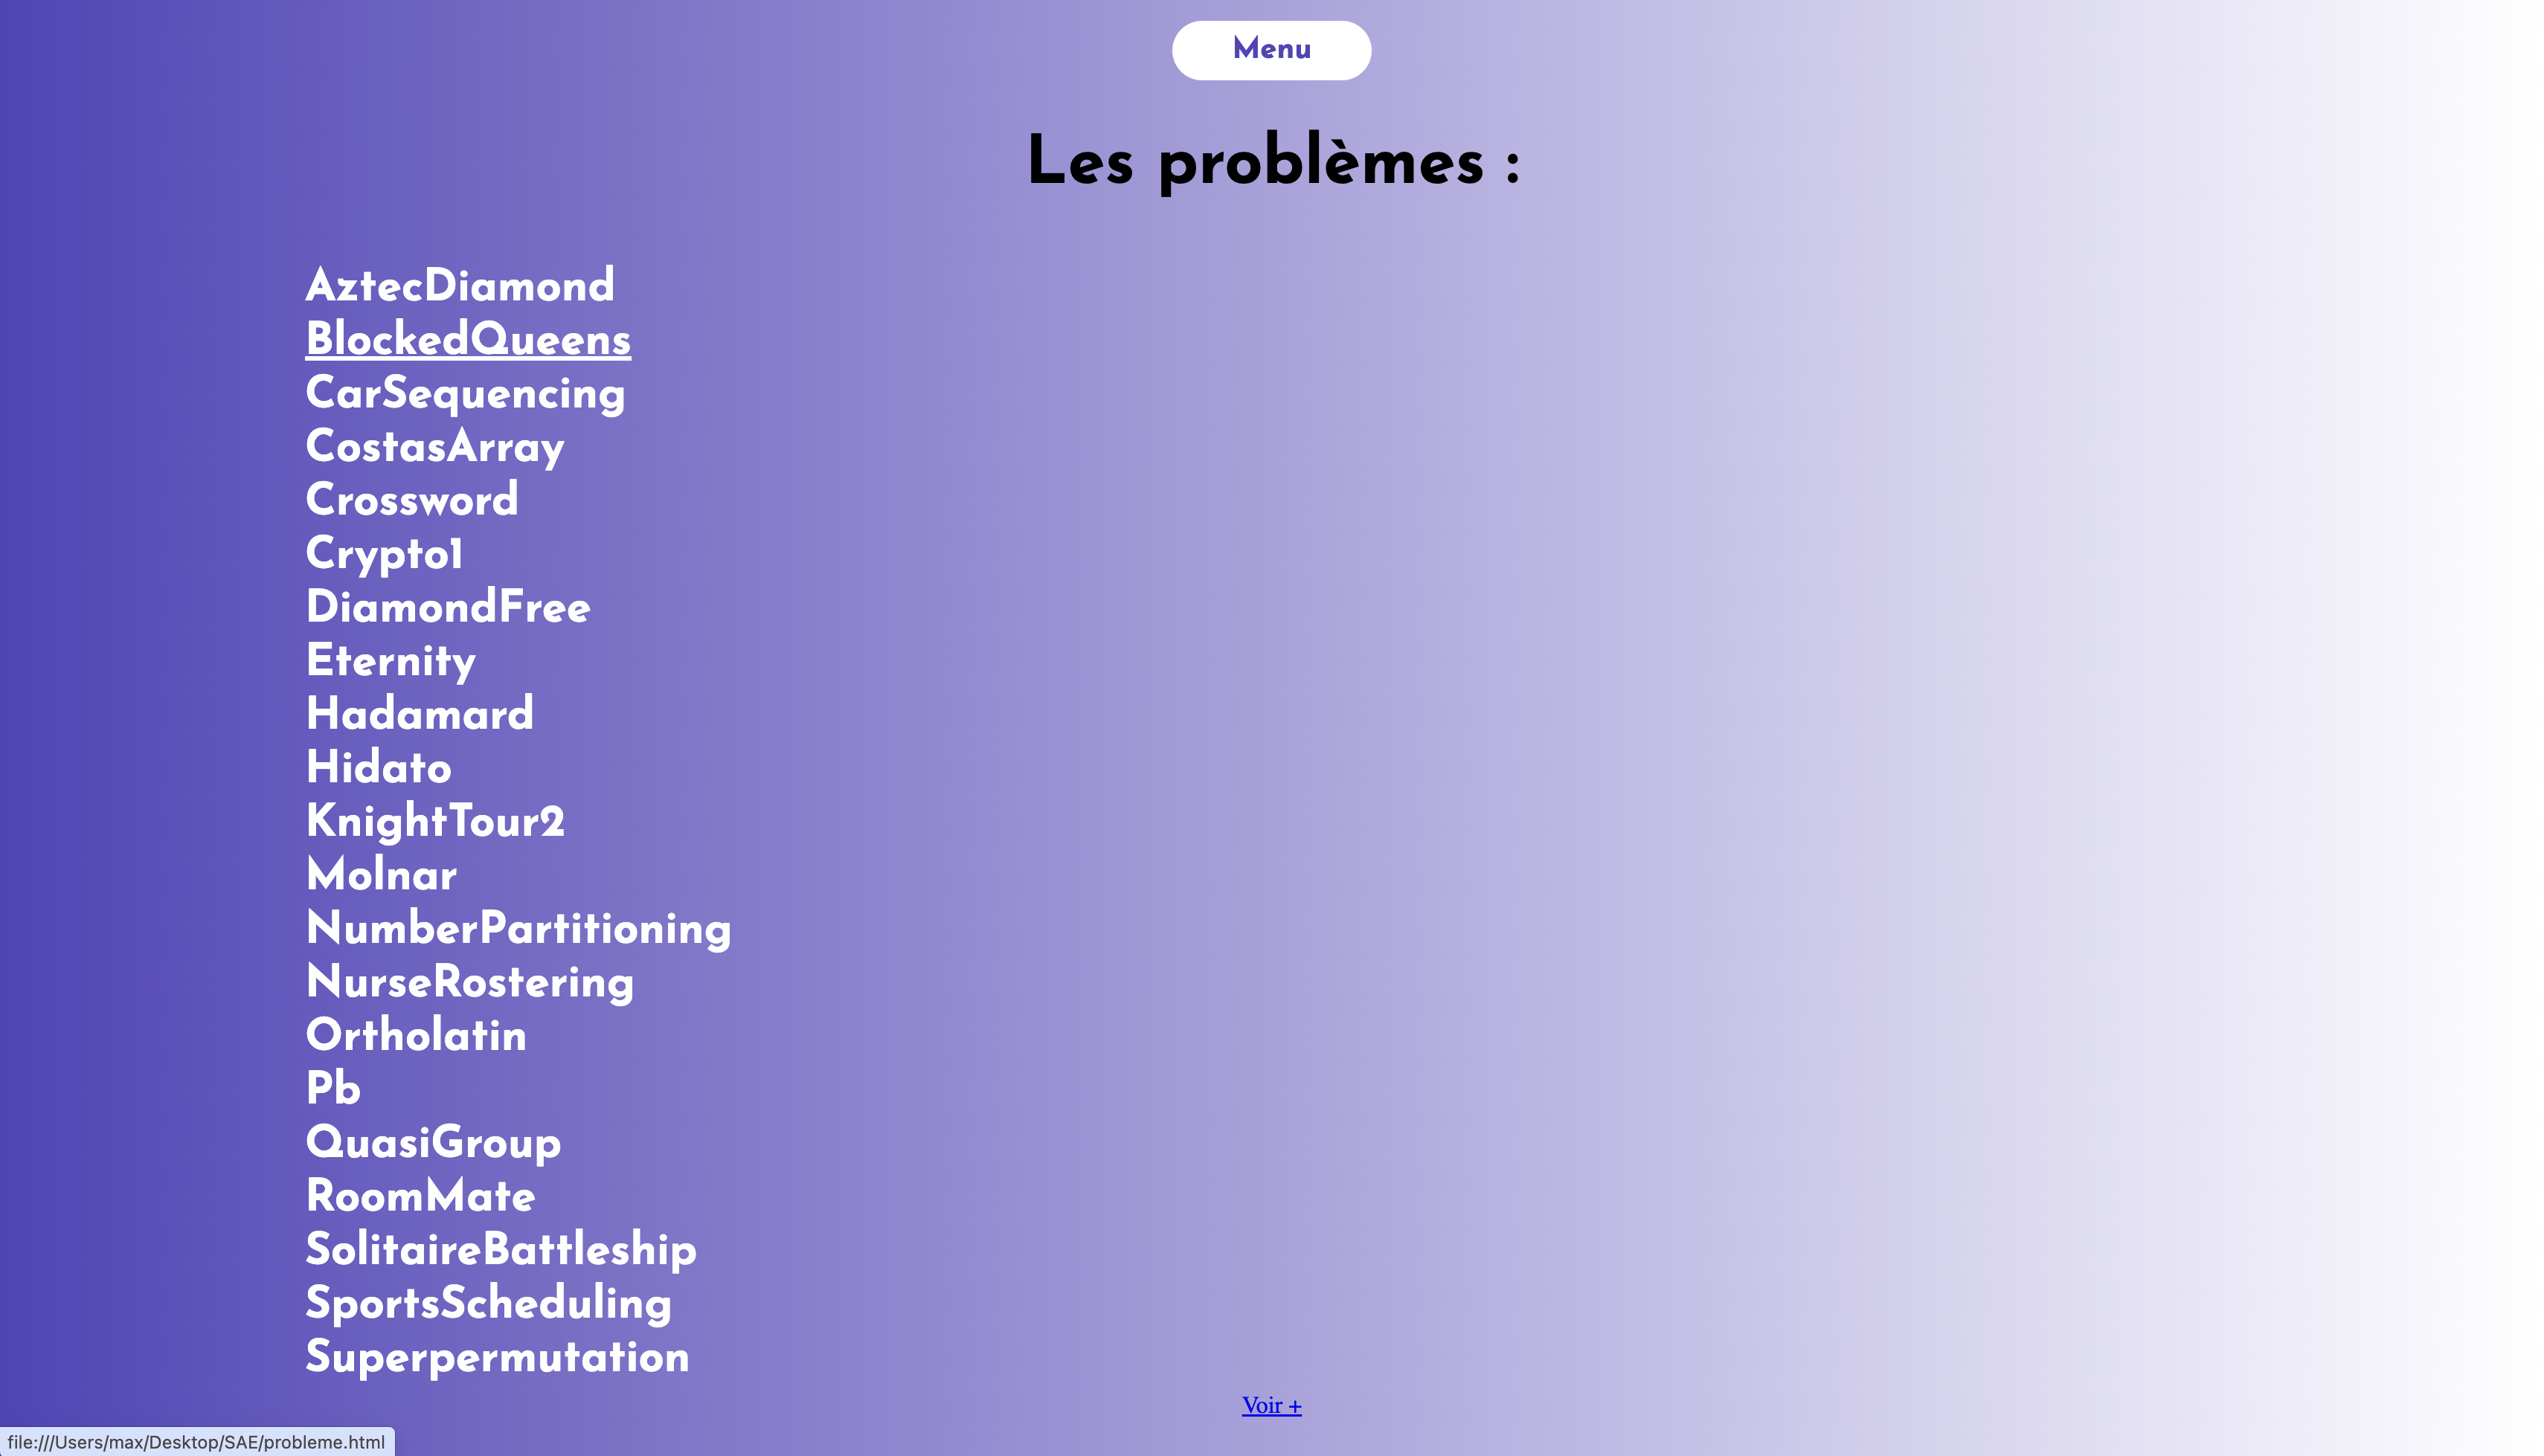 Menu
Les problèmes :
AztecDiamond
BlockedQueens
CarSequencing
CostasArray
Crossword
Crypto1
DiamondFree
Eternity
Hadamard
Hidato
KnightTour2
Molnar
NumberPartitioning
NurseRostering
Ortholatin
Pb
QuasiGroup
RoomMate
SolitaireBattleship
SportsScheduling
Superpermutation
Voir +
file:///Users/max/Desktop/SAE/probleme.html